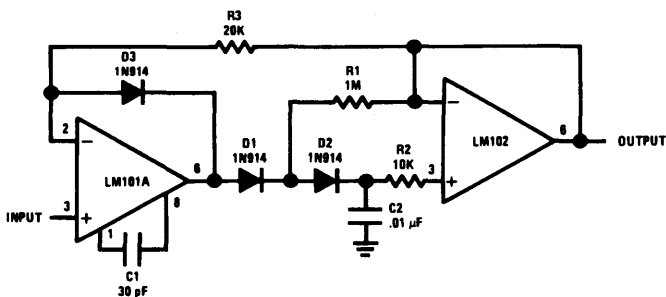 R3
20K
D3
1N914
R1
1M
2
−
6
LM101A
8
INPUT
3
+
1
C1
30 pF
D1
1N914
D2
1N914
R2
10K
3
C2
.01 μF
−
LM102
+
6
OUTPUT